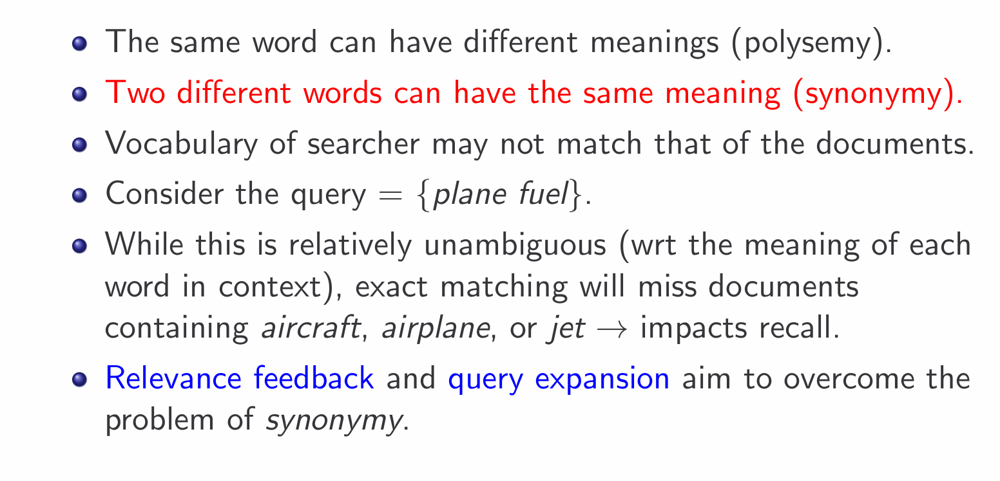 The same word can have different meanings (polysemy).
Two different words can have the same meaning (synonymy).
Vocabulary of searcher may not match that of the documents.
Consider the query = {plane fuel}.
While this is relatively unambiguous (wrt the meaning of each
word in context), exact matching will miss documents
containing aircraft, airplane, or jet → impacts recall.
Relevance feedback and query expansion aim to overcome the
problem of synonymy.